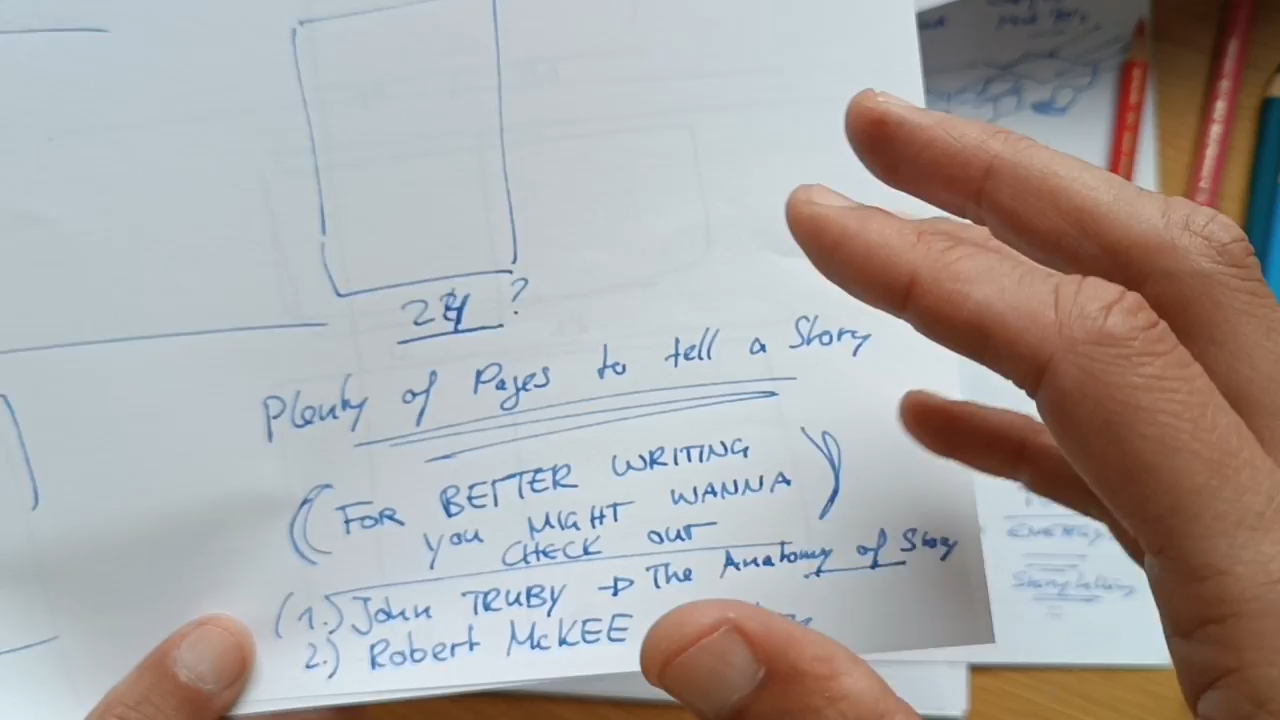 24 ?
Plenty of Pages to tell a Story
(FOR BETTER WRITING
you MIGHT WANNA
CHECK out)
(1.) John TRUBY → The Anatomy of Story
2.) Robert McKEE
Storytelling